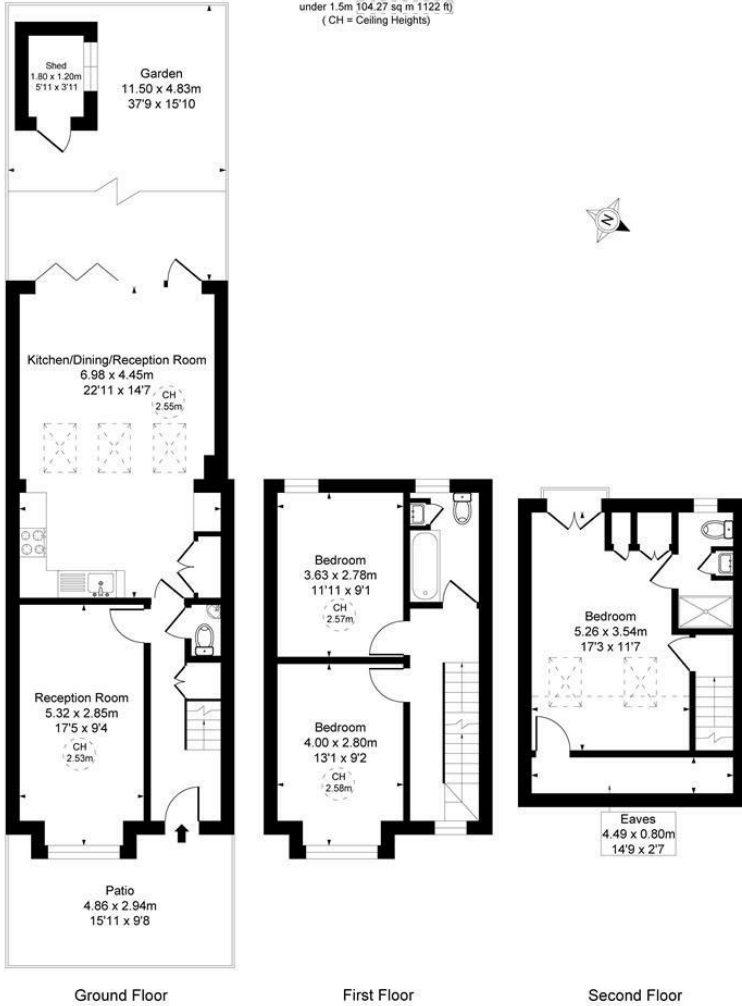 under 1.5m 104.27 sq m 1122 ft)
( CH = Ceiling Heights)
Shed
1.80 x 1.20m
5'11 x 3'11
Garden
11.50 x 4.83m
37'9 x 15'10
N
Kitchen/Dining/Reception Room
6.98 x 4.45m
22'11 x 14'7
CH
2.55m
Reception Room
5.32 x 2.85m
17'5 x 9'4
CH
2.53m
Patio
4.86 x 2.94m
15'11 x 9'8
Ground Floor
Bedroom
3.63 x 2.78m
11'11 x 9'1
CH
2.57m
Bedroom
4.00 x 2.80m
13'1 x 9'2
CH
2.58m
First Floor
Bedroom
5.26 x 3.54m
17'3 x 11'7
Eaves
4.49 x 0.80m
14'9 x 2'7
Second Floor